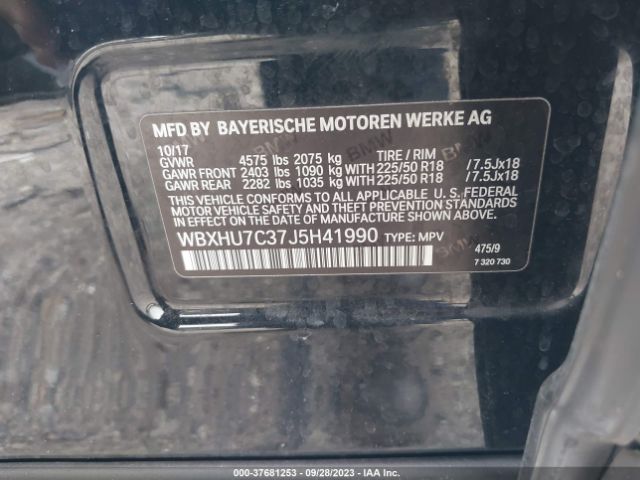 MFD BY BAYERISCHE MOTOREN WERKE AG
10/17
GVWR 4575 lbs 2075 kg TIRE / RIM
GAWR FRONT 2403 lbs 1090 kg WITH 225/50 R18 / 7.5Jx18
GAWR REAR 2282 lbs 1035 kg WITH 225/50 R18 / 7.5Jx18
THIS VEHICLE CONFORMS TO ALL APPLICABLE U. S. FEDERAL
MOTOR VEHICLE SAFETY AND THEFT PREVENTION STANDARDS
IN EFFECT ON THE DATE OF MANUFACTURE SHOWN ABOVE.
WBXHU7C37J5H41990 TYPE: MPV
475/9
7 320 730
000-37681253 - 09/28/2023 - IAA Inc.